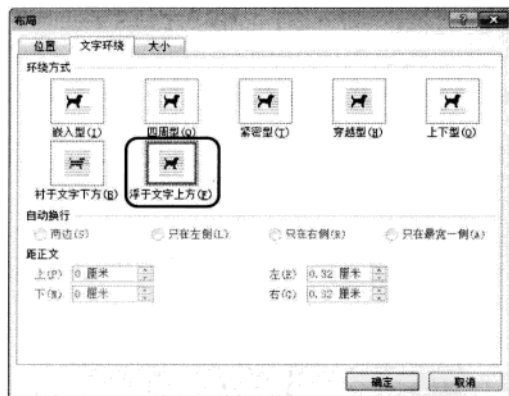 布局
位置 文字环绕 大小
环绕方式
嵌入型(I) 四周型(Q) 紧密型(T) 穿越型(H) 上下型(O)
衬于文字下方(B) 浮于文字上方(F)
自动换行
两边(S) 只在左侧(L) 只在右侧(R) 只在最宽一侧(A)
距正文
上(P) 0 厘米 左(E) 0.32 厘米
下(M) 0 厘米 右(G) 0.32 厘米
确定 取消